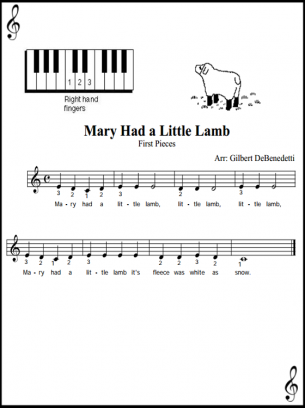 1 2 3
Right hand
fingers
Mary Had a Little Lamb
First Pieces
Arr: Gilbert DeBenedetti
3 2 1 2 3 2 3
Ma - ry had a lit - tle lamb, lit - tle lamb, lit - tle lamb,
3 2 1 2 3 2 3 2 1
Ma - ry had a lit - tle lamb it's fleece was white as snow.